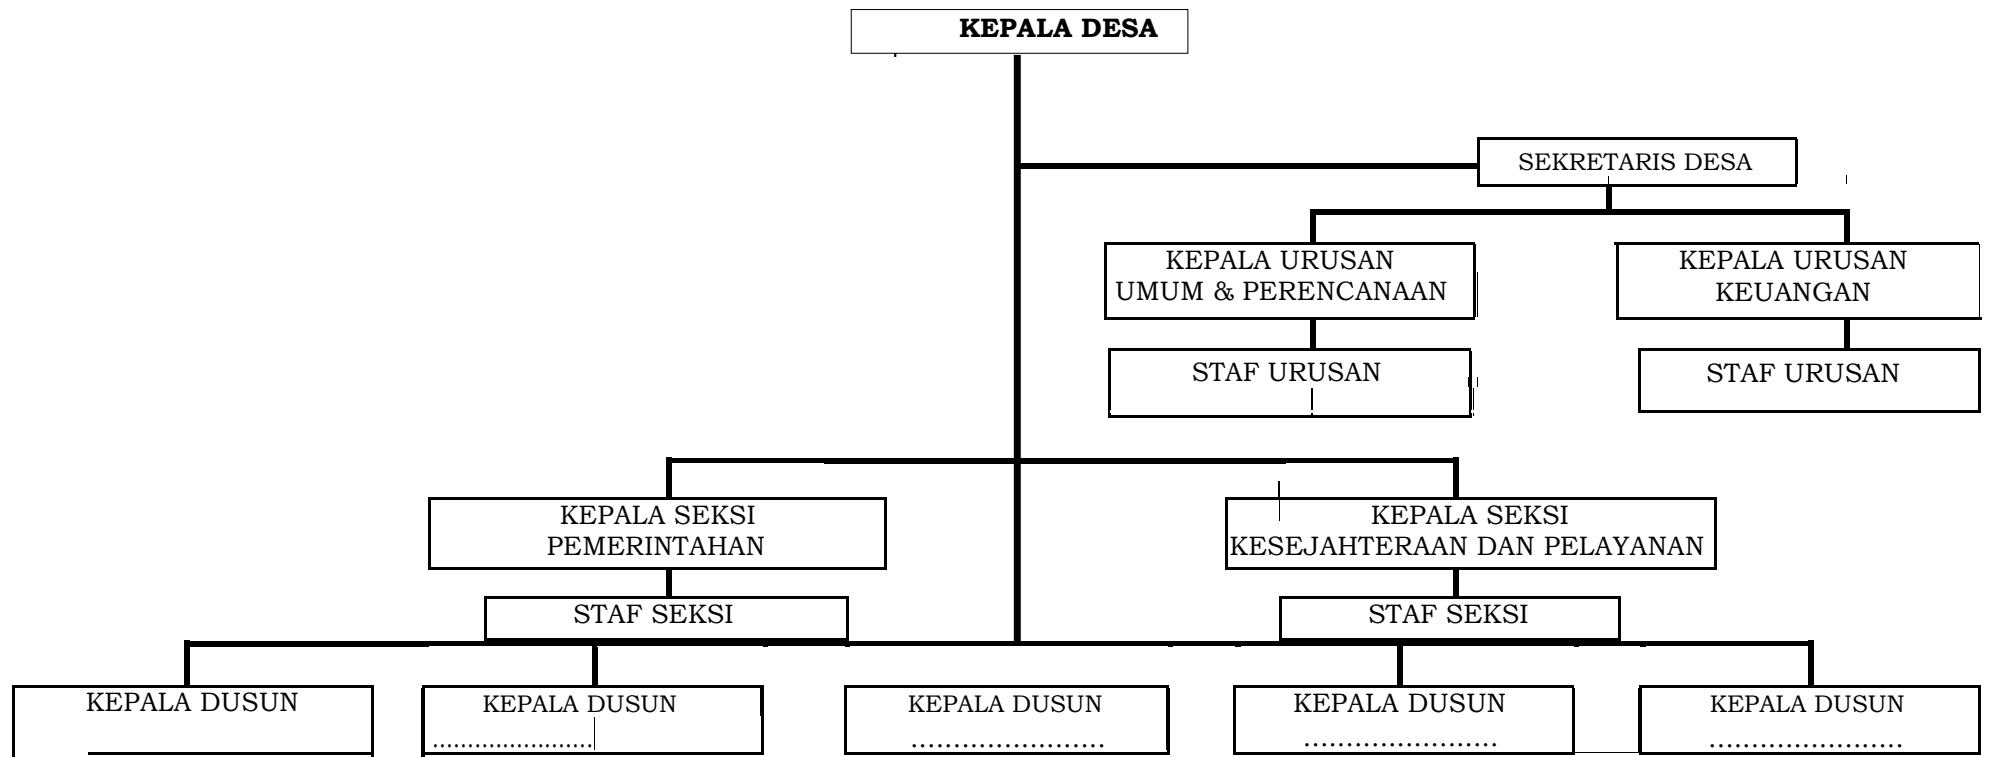 KEPALA DESA
SEKRETARIS DESA
KEPALA URUSAN
UMUM & PERENCANAAN
KEPALA URUSAN
KEUANGAN
STAF URUSAN
STAF URUSAN
KEPALA SEKSI
PEMERINTAHAN
KEPALA SEKSI
KESEJAHTERAAN DAN PELAYANAN
STAF SEKSI
STAF SEKSI
KEPALA DUSUN
KEPALA DUSUN
........................
KEPALA DUSUN
.......................
KEPALA DUSUN
.......................
KEPALA DUSUN
.......................